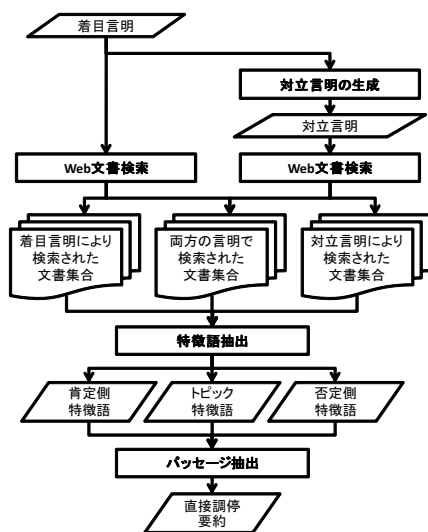 着目言明
対立言明の生成
対立言明
Web文書検索
Web文書検索
着目言明により
検索された
文書集合
両方の言明で
検索された
文書集合
対立言明により
検索された
文書集合
特徴語抽出
肯定側
特徴語
トピック
特徴語
否定側
特徴語
パッセージ抽出
直接調停
要約